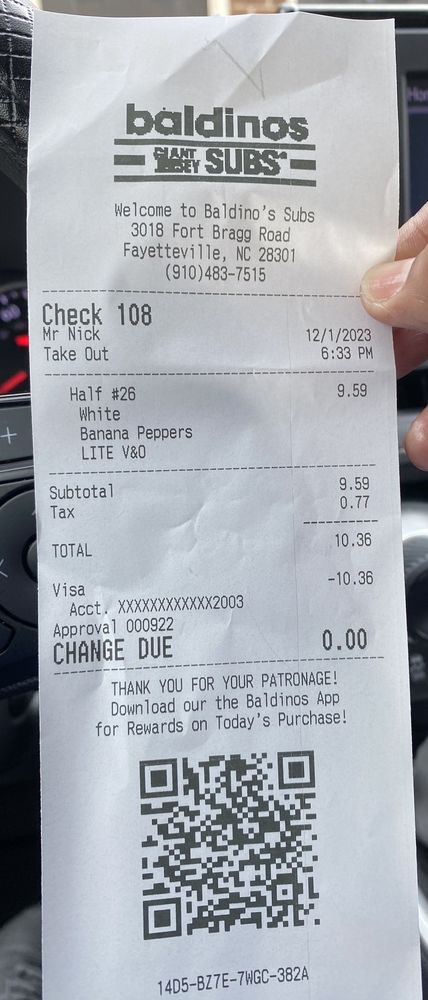 baldinos
GIANT JERSEY SUBS
Welcome to Baldino's Subs
3018 Fort Bragg Road
Fayetteville, NC 28301
(910)483-7515
Check 108
Mr Nick 12/1/2023
Take Out 6:33 PM
Half #26 9.59
White
Banana Peppers
LITE V&O
Subtotal 9.59
Tax 0.77
TOTAL 10.36
Visa -10.36
Acct. XXXXXXXXXXXX2003
Approval 000922
CHANGE DUE 0.00
THANK YOU FOR YOUR PATRONAGE!
Download our the Baldinos App
for Rewards on Today's Purchase!
14D5-BZ7E-7WGC-382A